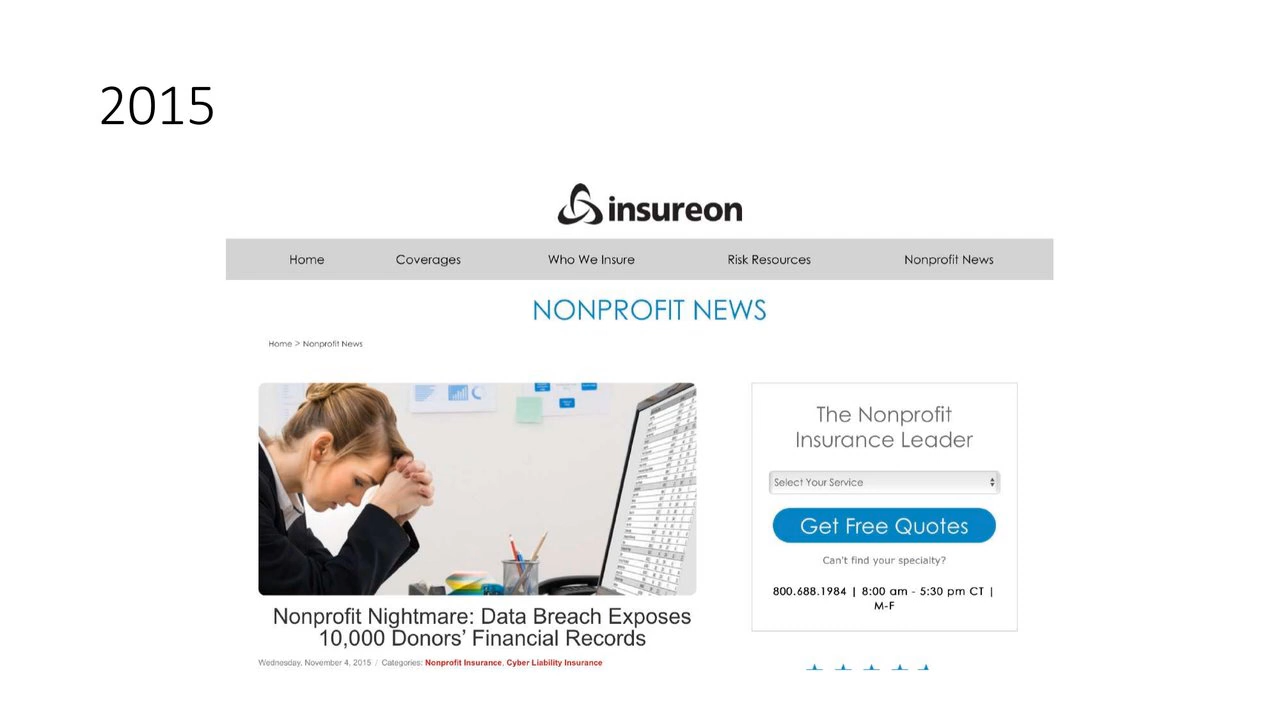 2015
insureon
Home Coverages Who We Insure Risk Resources Nonprofit News
NONPROFIT NEWS
Home > Nonprofit News
The Nonprofit
Insurance Leader
Select Your Service
Get Free Quotes
Can't find your specialty?
800.688.1984 | 8:00 am - 5:30 pm CT |
M-F
Nonprofit Nightmare: Data Breach Exposes
10,000 Donors' Financial Records
Wednesday, November 4, 2015 / Categories: Nonprofit Insurance, Cyber Liability Insurance